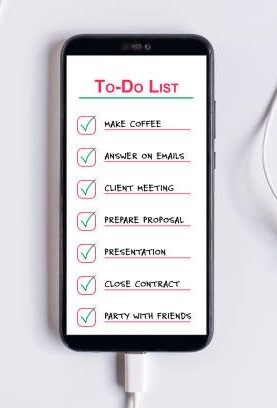 TO-DO LIST
MAKE COFFEE
ANSWER ON EMAILS
CLIENT MEETING
PREPARE PROPOSAL
PRESENTATION
CLOSE CONTRACT
PARTY WITH FRIENDS